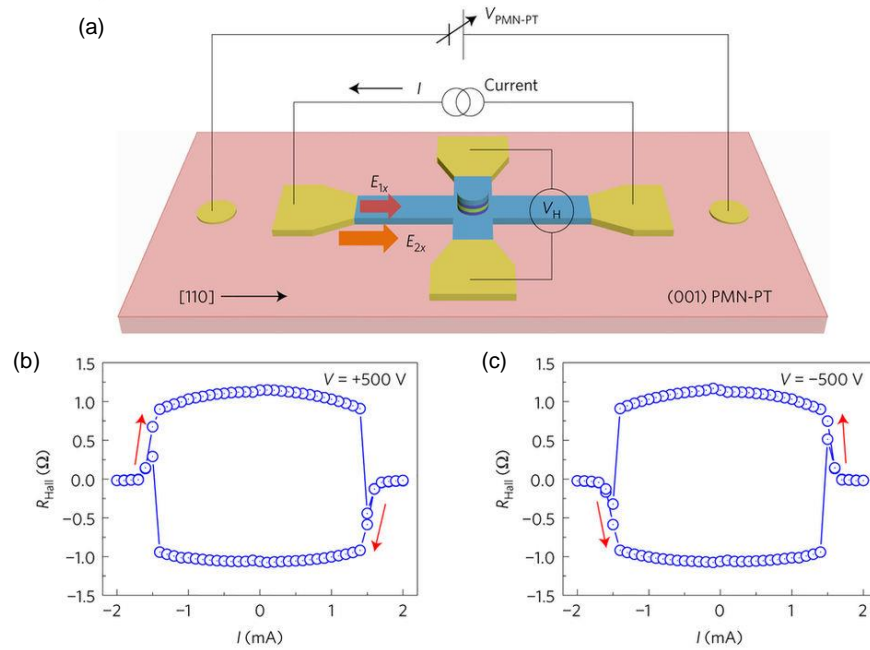 (a)
V_PMN-PT
I
Current
E_1x
V_H
E_2x
[110]
(001) PMN-PT
(b)
V = +500 V
1.5
1.0
0.5
0.0
−0.5
−1.0
−1.5
R_Hall (Ω)
−2 −1 0 1 2
I (mA)
(c)
V = −500 V
1.5
1.0
0.5
0.0
−0.5
−1.0
−1.5
R_Hall (Ω)
−2 −1 0 1 2
I (mA)